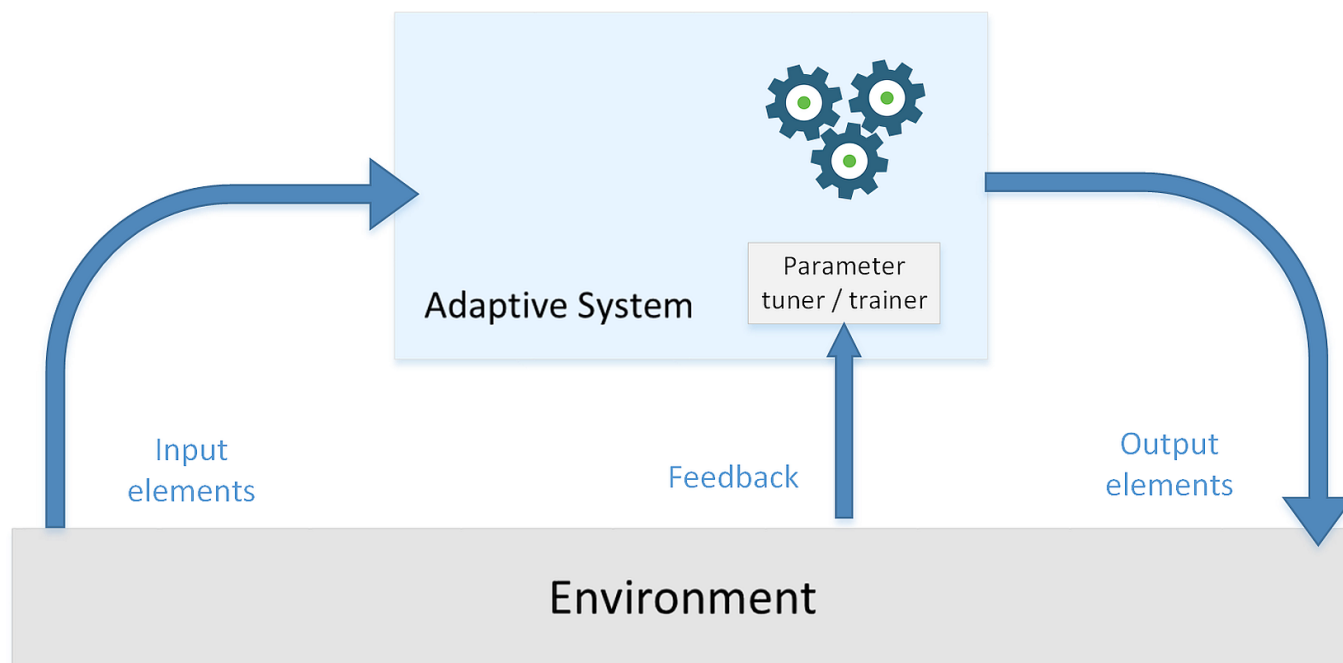 Parameter
tuner / trainer
Adaptive System
Input
elements
Feedback
Output
elements
Environment